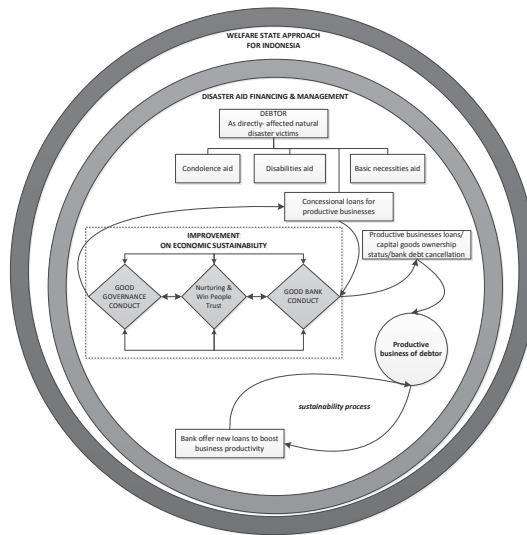 WELFARE STATE APPROACH
FOR INDONESIA
DISASTER AID FINANCING & MANAGEMENT
DEBTOR
As directly- affected natural
disaster victims
Condolence aid
Disabilities aid
Basic necessities aid
Concessional loans for
productive businesses
IMPROVEMENT
ON ECONOMIC SUSTAINABILITY
Productive businesses loans/
capital goods ownership
status/bank debt cancellation
GOOD
GOVERNANCE
CONDUCT
Nurturing &
Win People
Trust
GOOD BANK
CONDUCT
Productive
business of debtor
sustainability process
Bank offer new loans to boost
business productivity